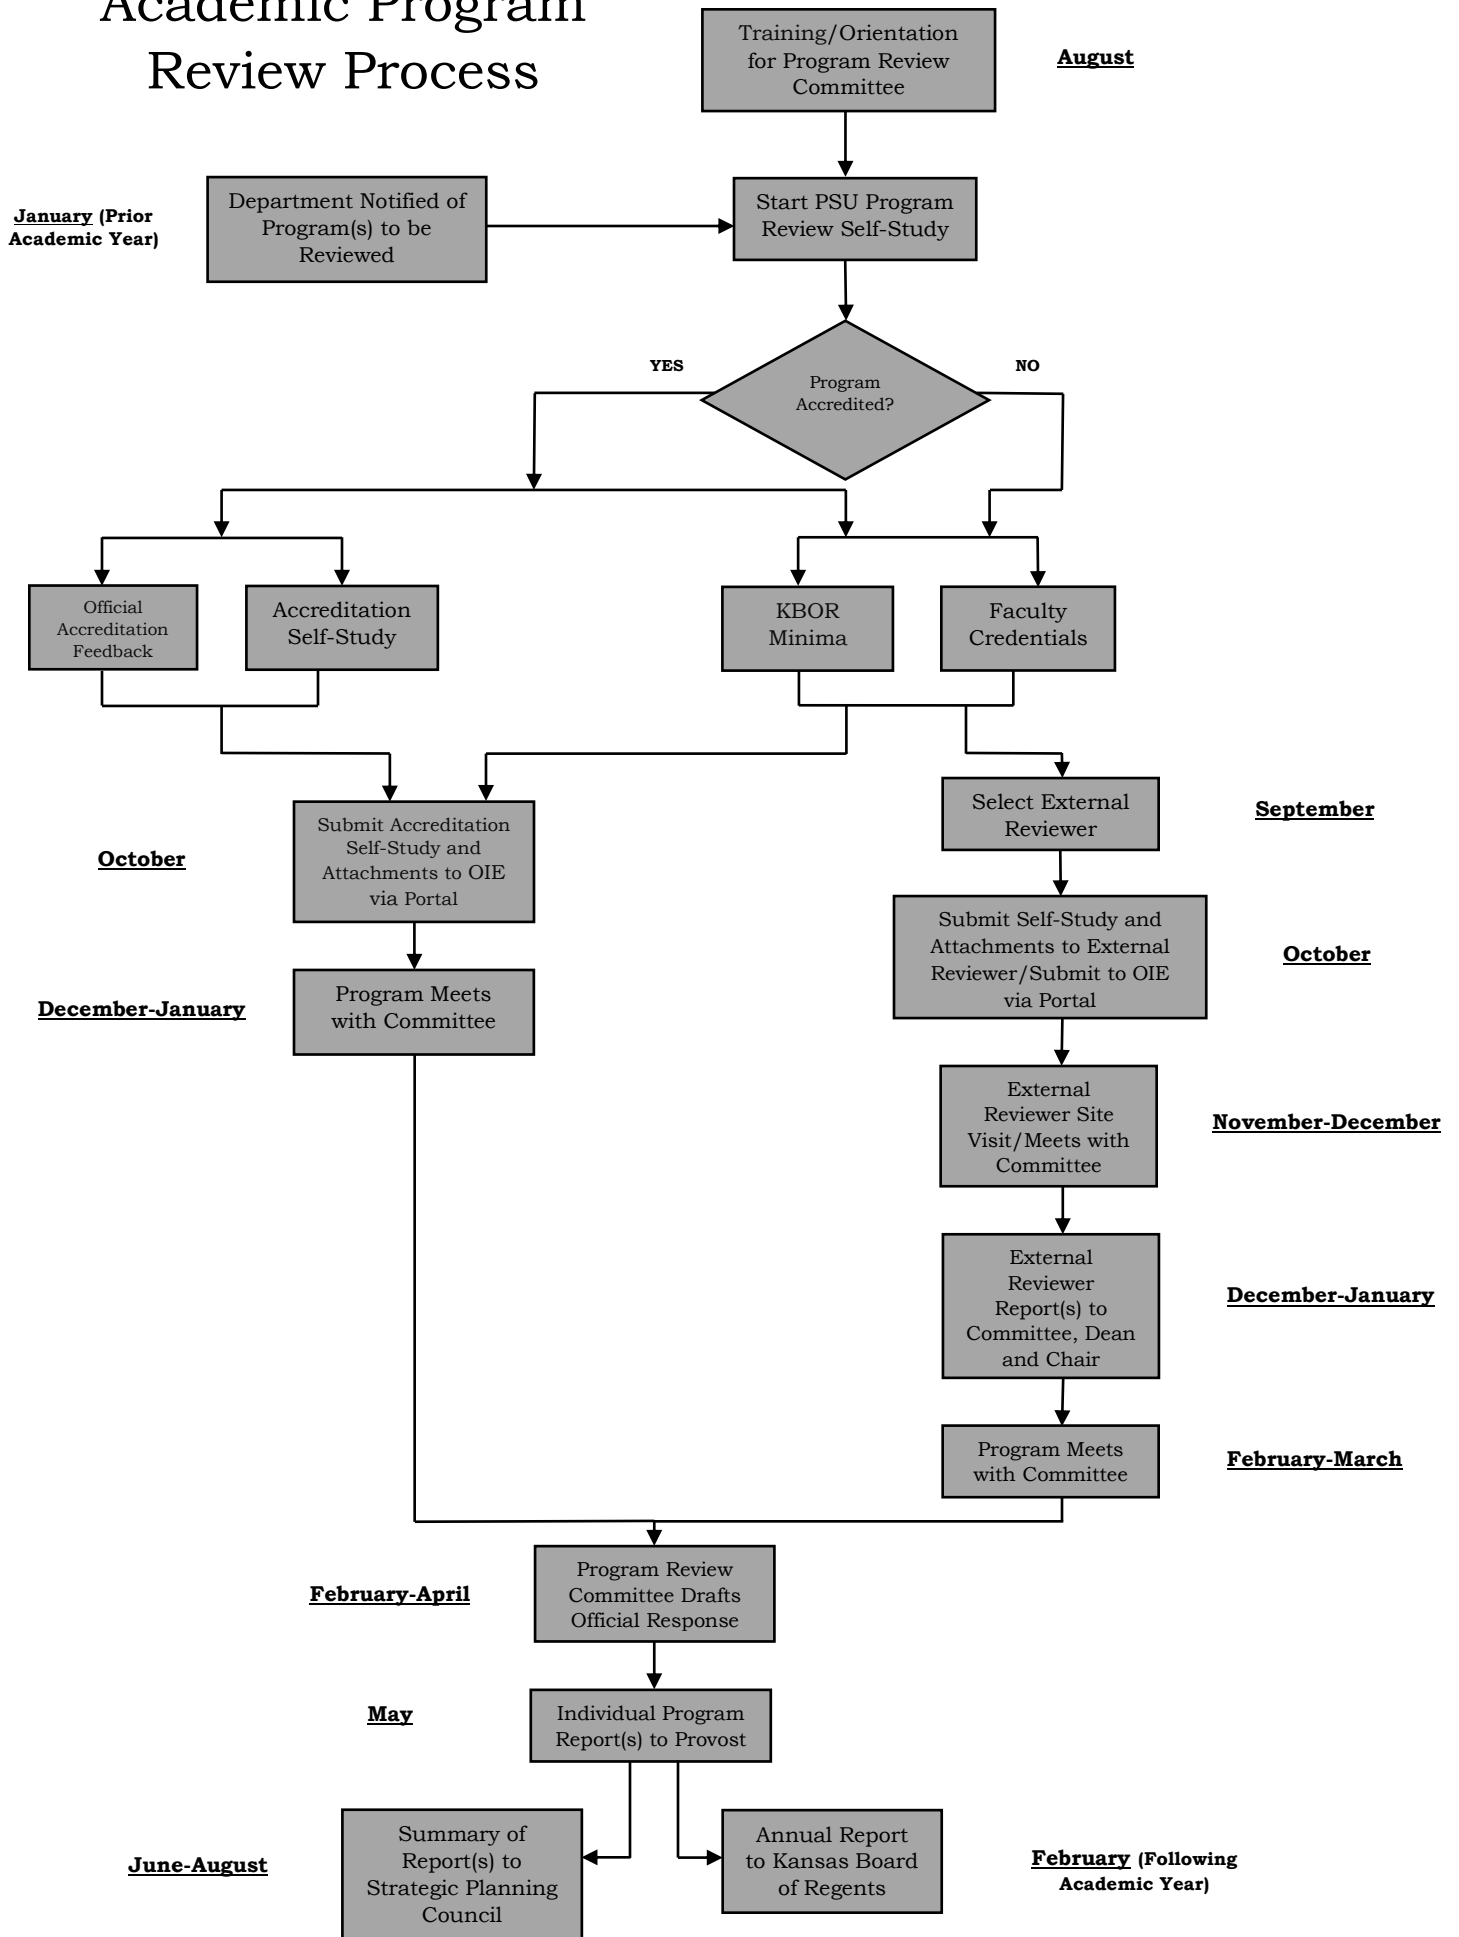 Academic Program
Review Process
Training/Orientation
for Program Review
Committee
August
January (Prior
Academic Year)
Department Notified of
Program(s) to be
Reviewed
Start PSU Program
Review Self-Study
YES
Program
Accredited?
NO
Official
Accreditation
Feedback
Accreditation
Self-Study
KBOR
Minima
Faculty
Credentials
Select External
Reviewer
September
October
Submit Accreditation
Self-Study and
Attachments to OIE
via Portal
Submit Self-Study and
Attachments to External
Reviewer/Submit to OIE
via Portal
October
December-January
Program Meets
with Committee
External
Reviewer Site
Visit/Meets with
Committee
November-December
External
Reviewer
Report(s) to
Committee, Dean
and Chair
December-January
Program Meets
with Committee
February-March
February-April
Program Review
Committee Drafts
Official Response
May
Individual Program
Report(s) to Provost
June-August
Summary of
Report(s) to
Strategic Planning
Council
Annual Report
to Kansas Board
of Regents
February (Following
Academic Year)